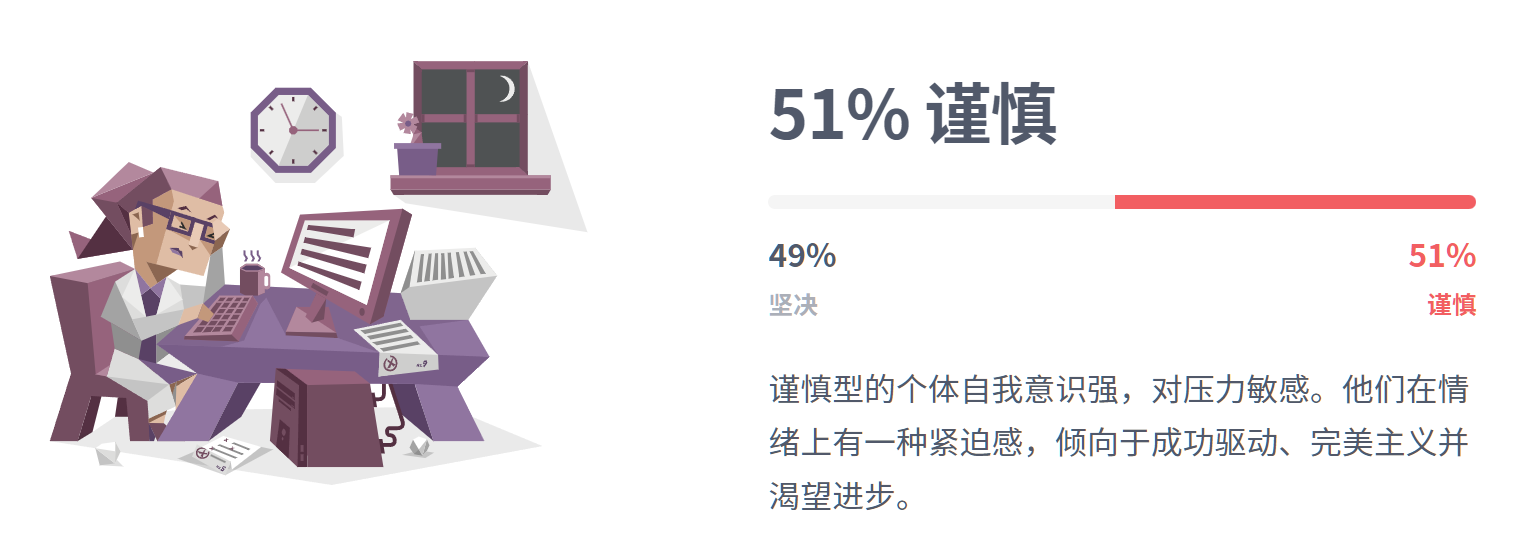 51% 谨慎
49%
51%
坚决
谨慎
谨慎型的个体自我意识强，对压力敏感。他们在情
绪上有一种紧迫感，倾向于成功驱动、完美主义并
渴望进步。